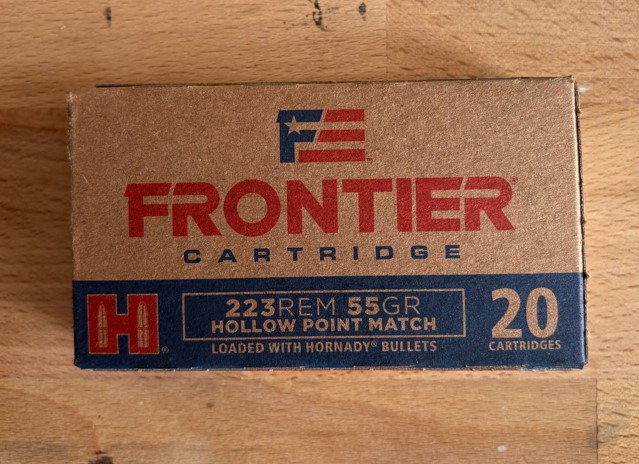 FRONTIER®
CARTRIDGE
H®
223REM 55GR
HOLLOW POINT MATCH
LOADED WITH HORNADY® BULLETS
20
CARTRIDGES